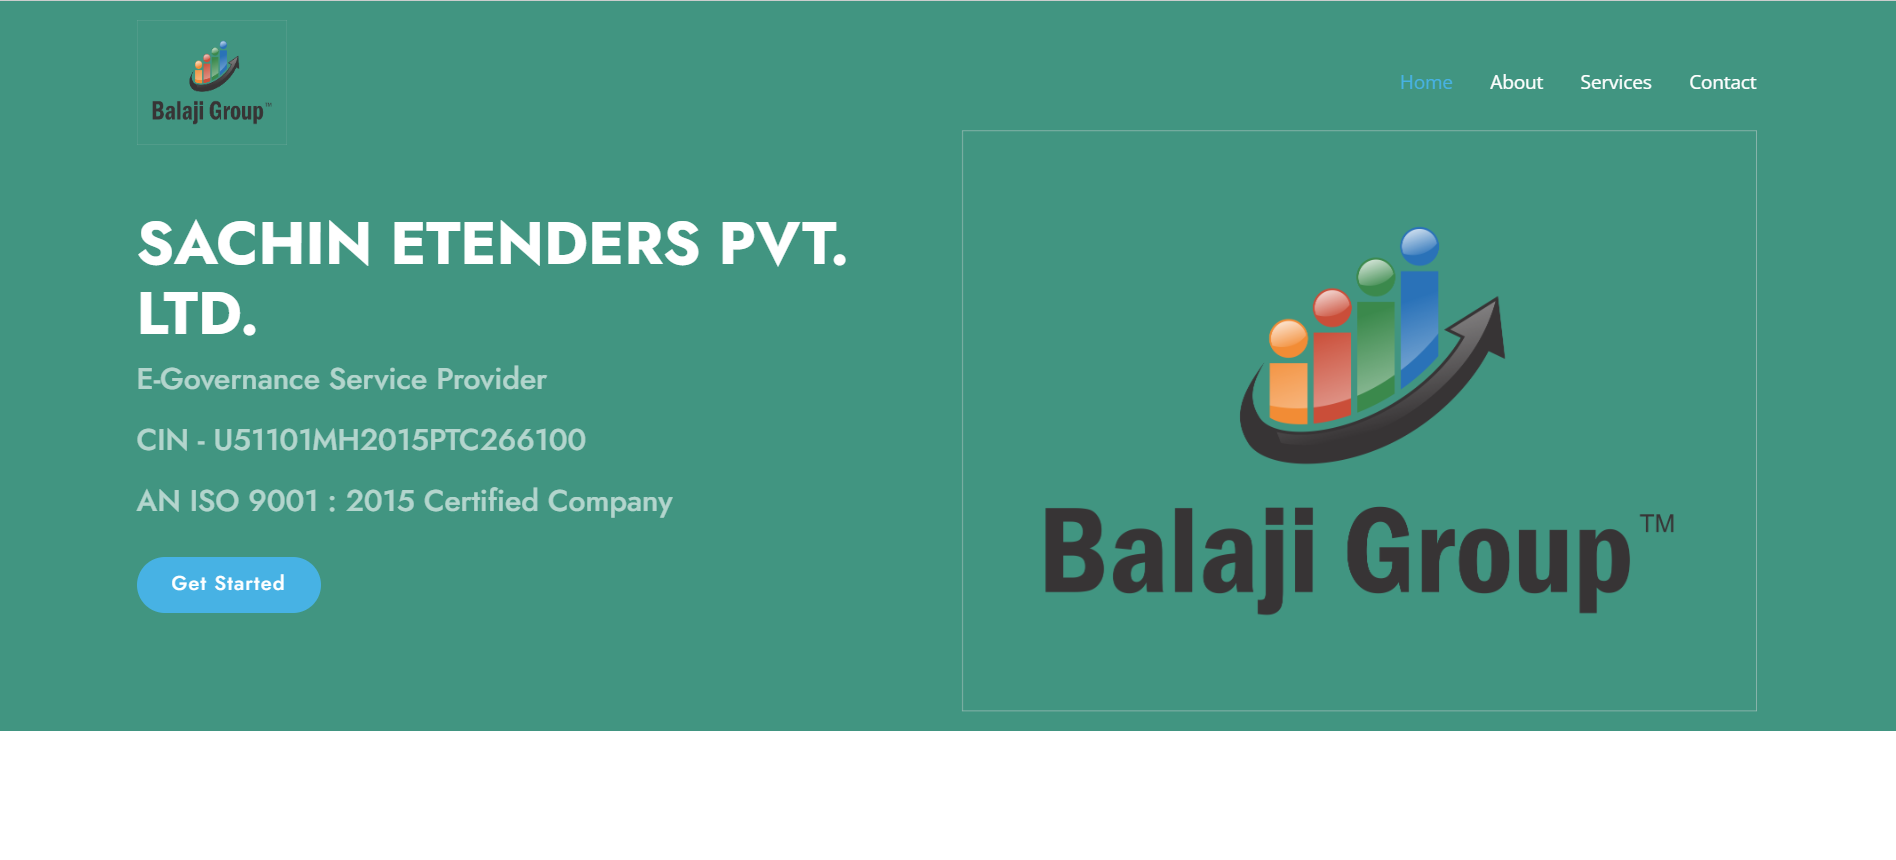 Balaji Group™
Home About Services Contact
SACHIN ETENDERS PVT.
LTD.
E-Governance Service Provider
CIN - U51101MH2015PTC266100
AN ISO 9001 : 2015 Certified Company
Get Started
Balaji Group™